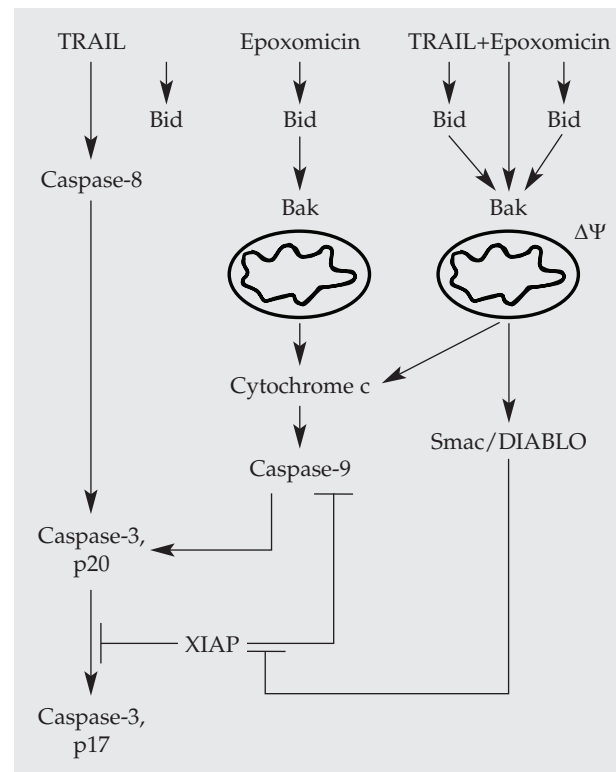 TRAIL
Epoxomicin
TRAIL+Epoxomicin
Bid
Bid
Bid
Bid
Caspase-8
Bak
Bak
ΔΨ
Cytochrome c
Smac/DIABLO
Caspase-9
Caspase-3,
p20
XIAP
Caspase-3,
p17